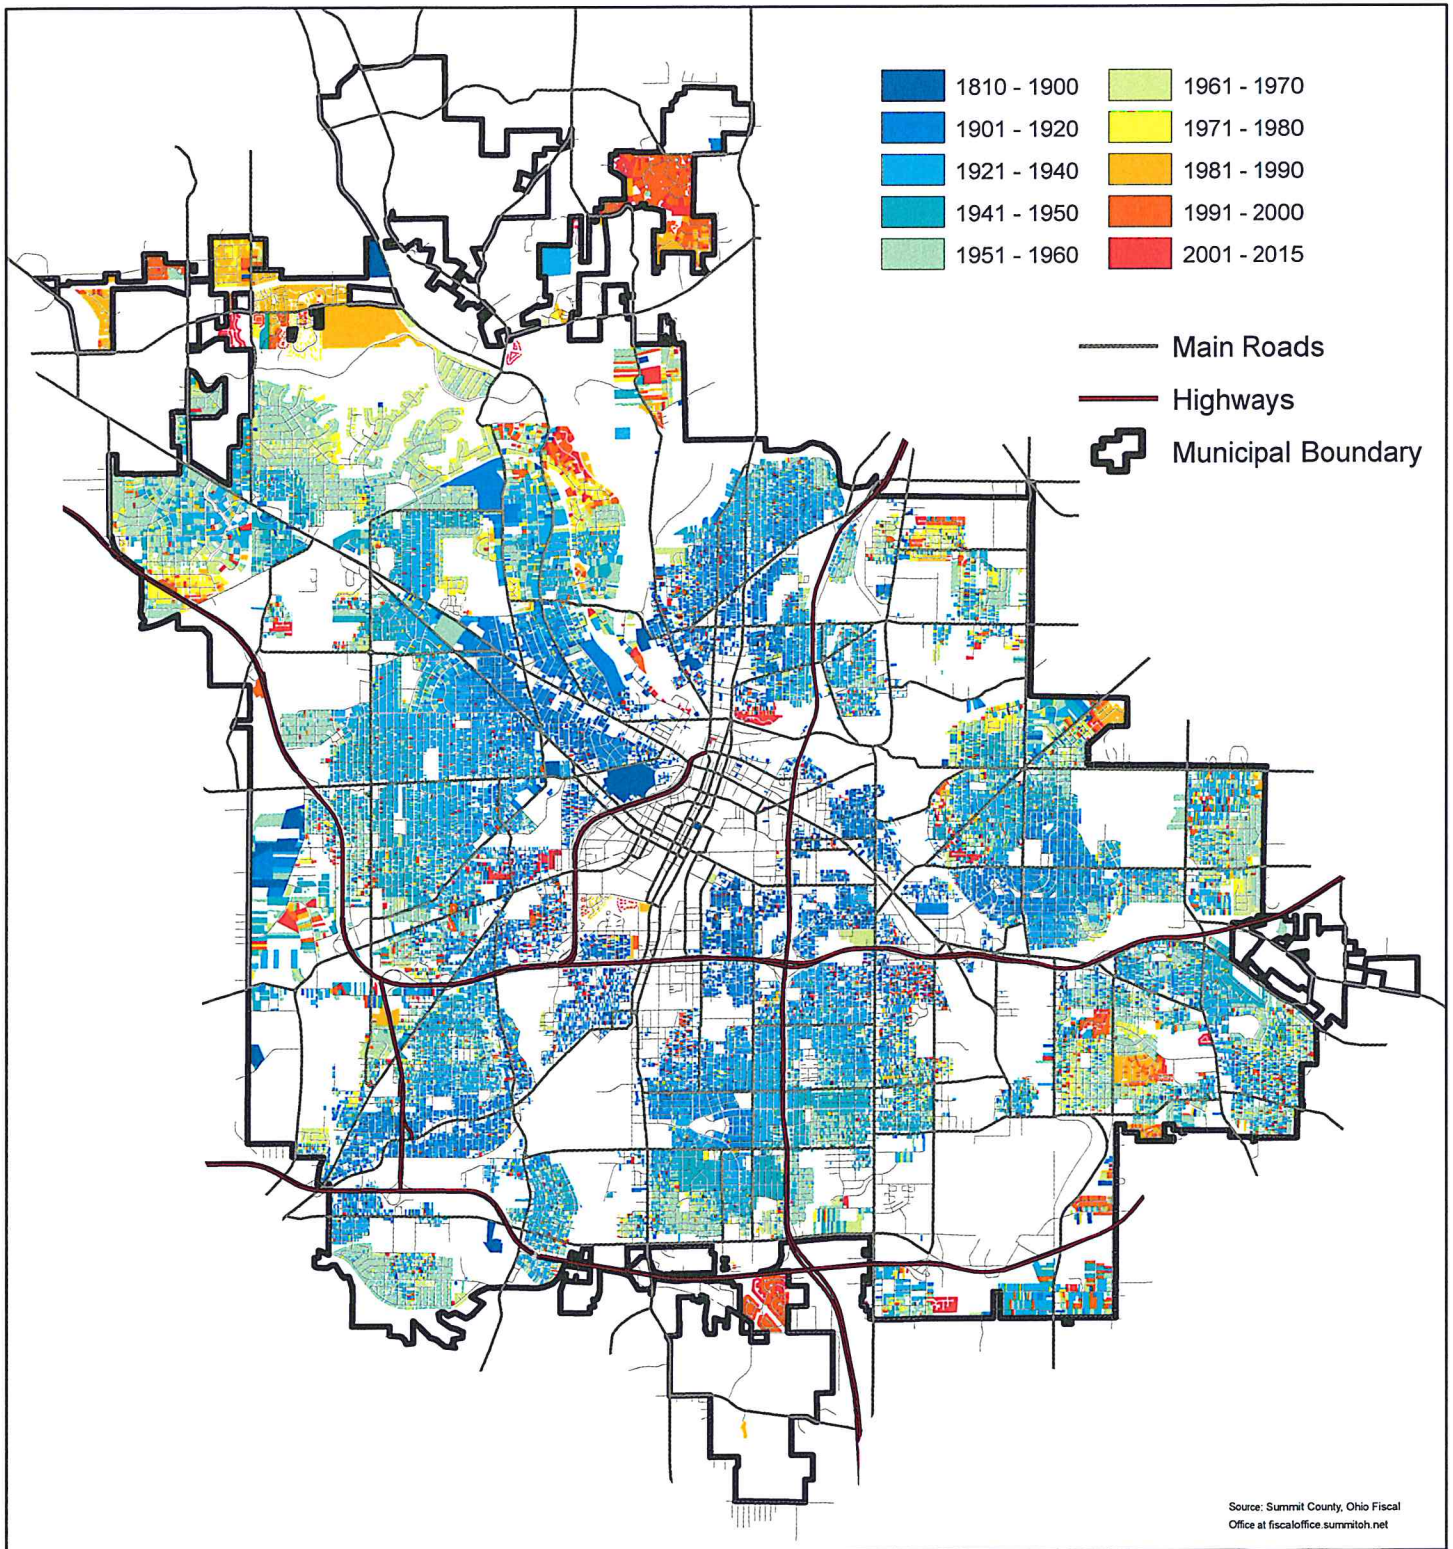 1810 - 1900
1901 - 1920
1921 - 1940
1941 - 1950
1951 - 1960
1961 - 1970
1971 - 1980
1981 - 1990
1991 - 2000
2001 - 2015
Main Roads
Highways
Municipal Boundary
Source: Summit County, Ohio Fiscal
Office at fiscaloffice.summitoh.net